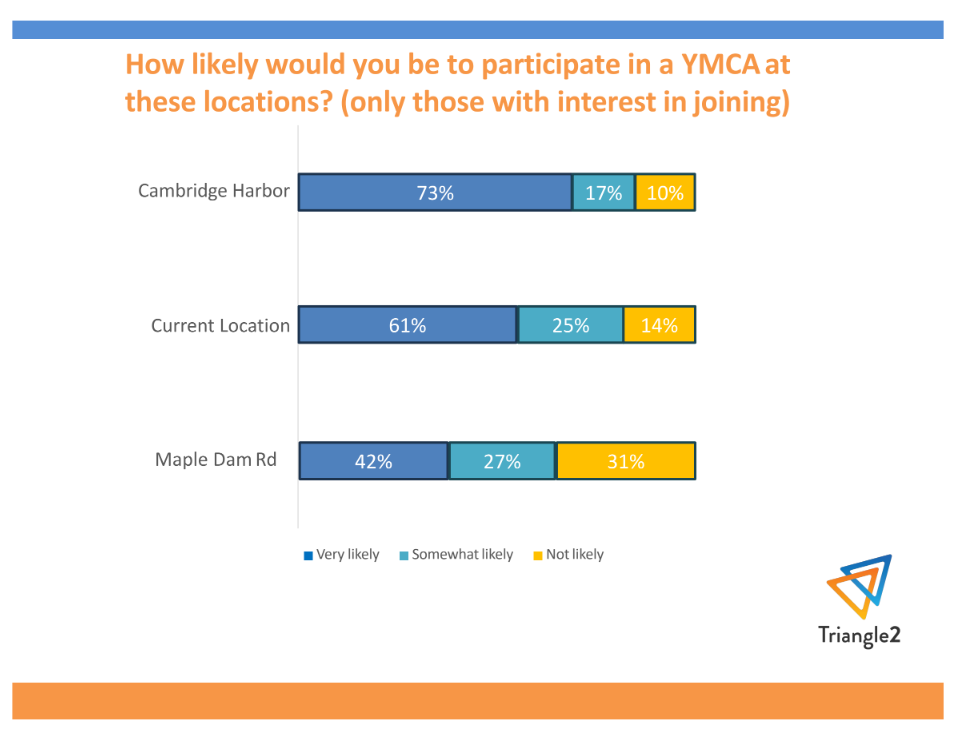 How likely would you be to participate in a YMCA at
these locations? (only those with interest in joining)
Cambridge Harbor 73% 17% 10%
Current Location 61% 25% 14%
Maple Dam Rd 42% 27% 31%
Very likely Somewhat likely Not likely
Triangle2